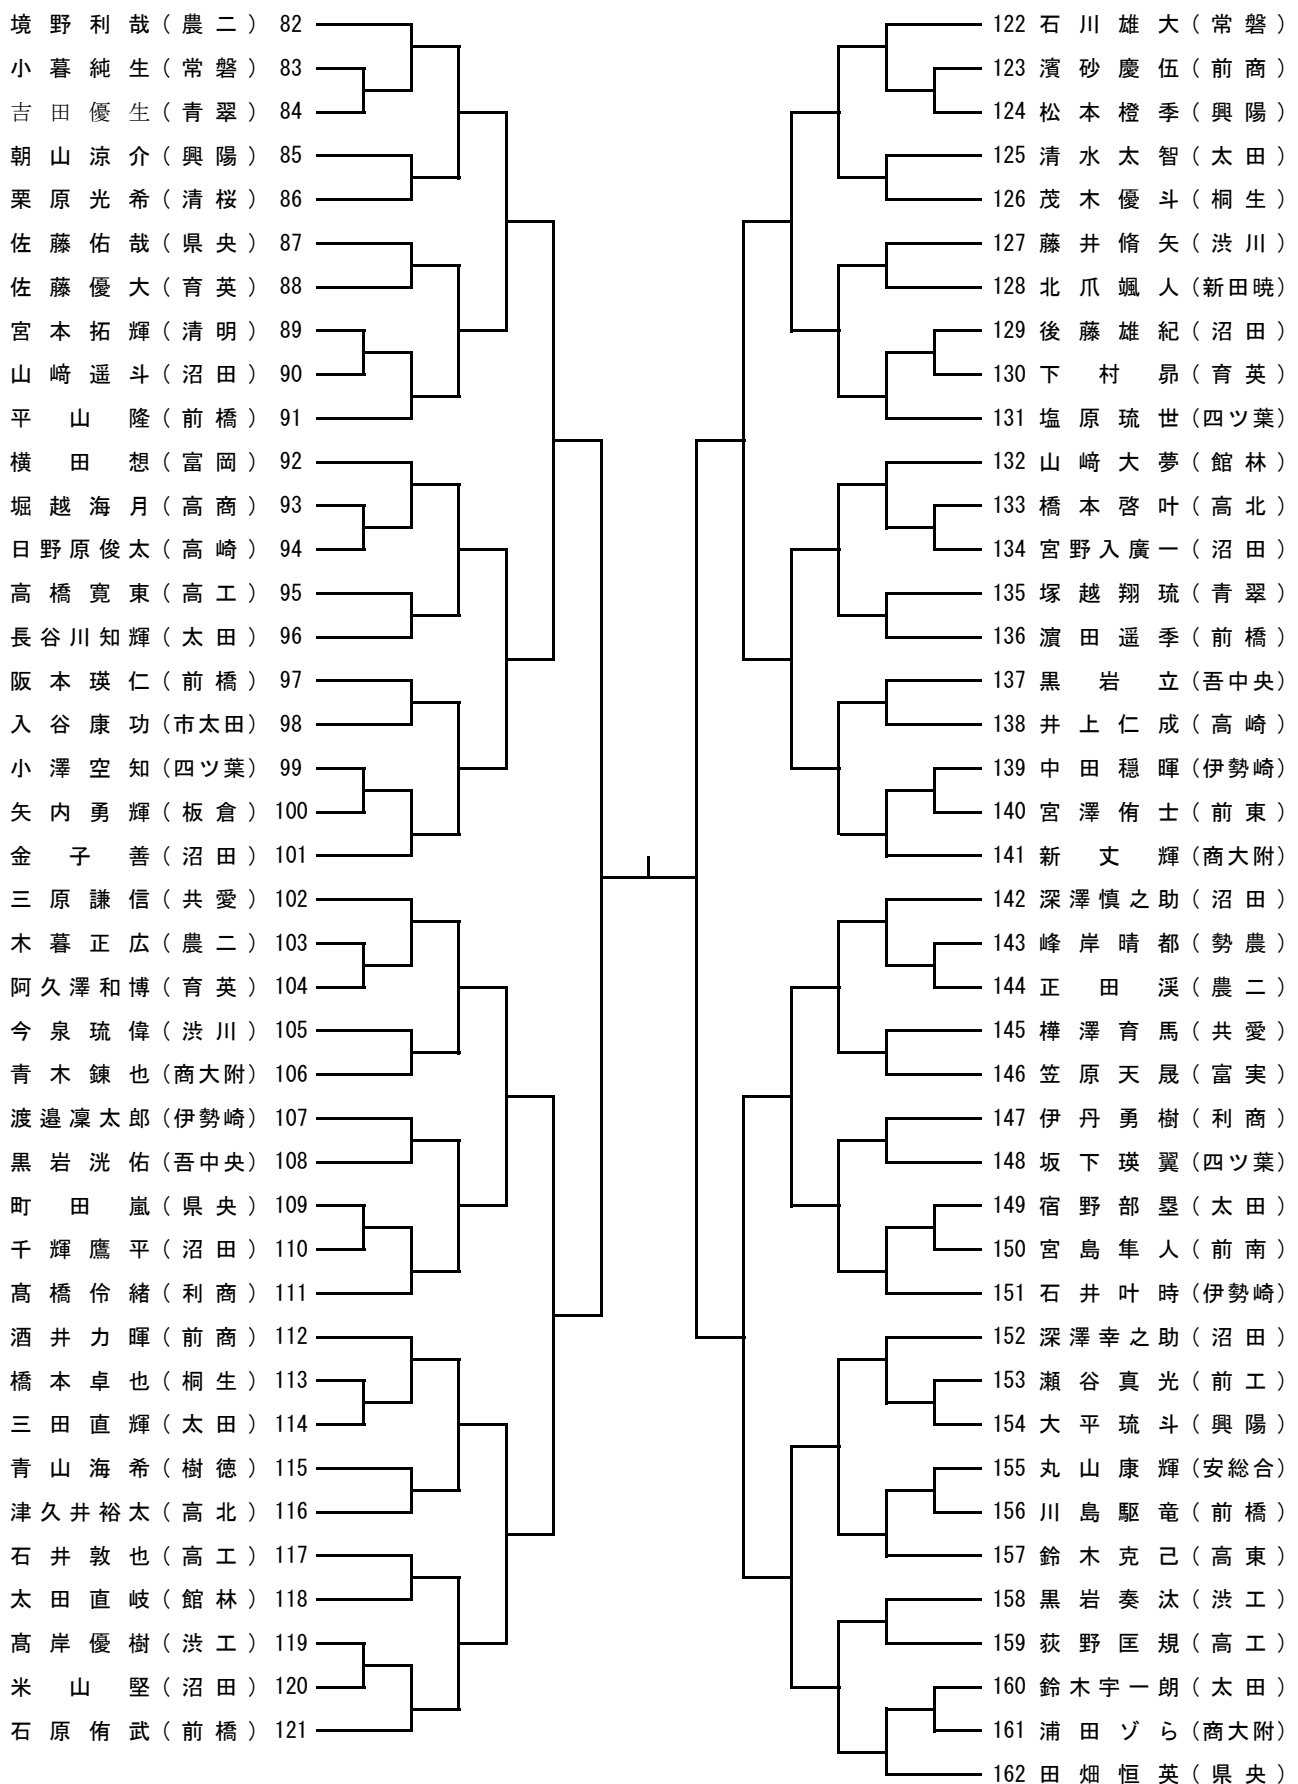 境野利哉（農二） 82
小暮純生（常磐） 83
吉田優生（青翠） 84
朝山涼介（興陽） 85
栗原光希（清桜） 86
佐藤佑哉（県央） 87
佐藤優大（育英） 88
宮本拓輝（清明） 89
山﨑遥斗（沼田） 90
平山隆（前橋） 91
横田想（富岡） 92
堀越海月（高商） 93
日野原俊太（高崎） 94
高橋寛東（高工） 95
長谷川知輝（太田） 96
阪本瑛仁（前橋） 97
入谷康功（市太田） 98
小澤空知（四ツ葉） 99
矢内勇輝（板倉） 100
金子善（沼田） 101
三原謙信（共愛） 102
木暮正広（農二） 103
阿久澤和博（育英） 104
今泉琉偉（渋川） 105
青木錬也（商大附） 106
渡邉凜太郎（伊勢崎） 107
黒岩洸佑（吾中央） 108
町田嵐（県央） 109
千輝鷹平（沼田） 110
髙橋伶緒（利商） 111
酒井力暉（前商） 112
橋本卓也（桐生） 113
三田直輝（太田） 114
青山海希（樹徳） 115
津久井裕太（高北） 116
石井敦也（高工） 117
太田直岐（館林） 118
髙岸優樹（渋工） 119
米山堅（沼田） 120
石原侑武（前橋） 121
122 石川雄大（常磐）
123 濱砂慶伍（前商）
124 松本橙季（興陽）
125 清水太智（太田）
126 茂木優斗（桐生）
127 藤井脩矢（渋川）
128 北爪颯人（新田暁）
129 後藤雄紀（沼田）
130 下村昴（育英）
131 塩原琉世（四ツ葉）
132 山﨑大夢（館林）
133 橋本啓叶（高北）
134 宮野入廣一（沼田）
135 塚越翔琉（青翠）
136 濵田遥季（前橋）
137 黒岩立（吾中央）
138 井上仁成（高崎）
139 中田穏暉（伊勢崎）
140 宮澤侑士（前東）
141 新丈輝（商大附）
142 深澤慎之助（沼田）
143 峰岸晴都（勢農）
144 正田渓（農二）
145 樺澤育馬（共愛）
146 笠原天晟（富実）
147 伊丹勇樹（利商）
148 坂下瑛翼（四ツ葉）
149 宿野部塁（太田）
150 宮島隼人（前南）
151 石井叶時（伊勢崎）
152 深澤幸之助（沼田）
153 瀬谷真光（前工）
154 大平琉斗（興陽）
155 丸山康輝（安総合）
156 川島駆竜（前橋）
157 鈴木克己（高東）
158 黒岩奏汰（渋工）
159 荻野匡規（高工）
160 鈴木宇一朗（太田）
161 浦田ゾら（商大附）
162 田畑恒英（県央）